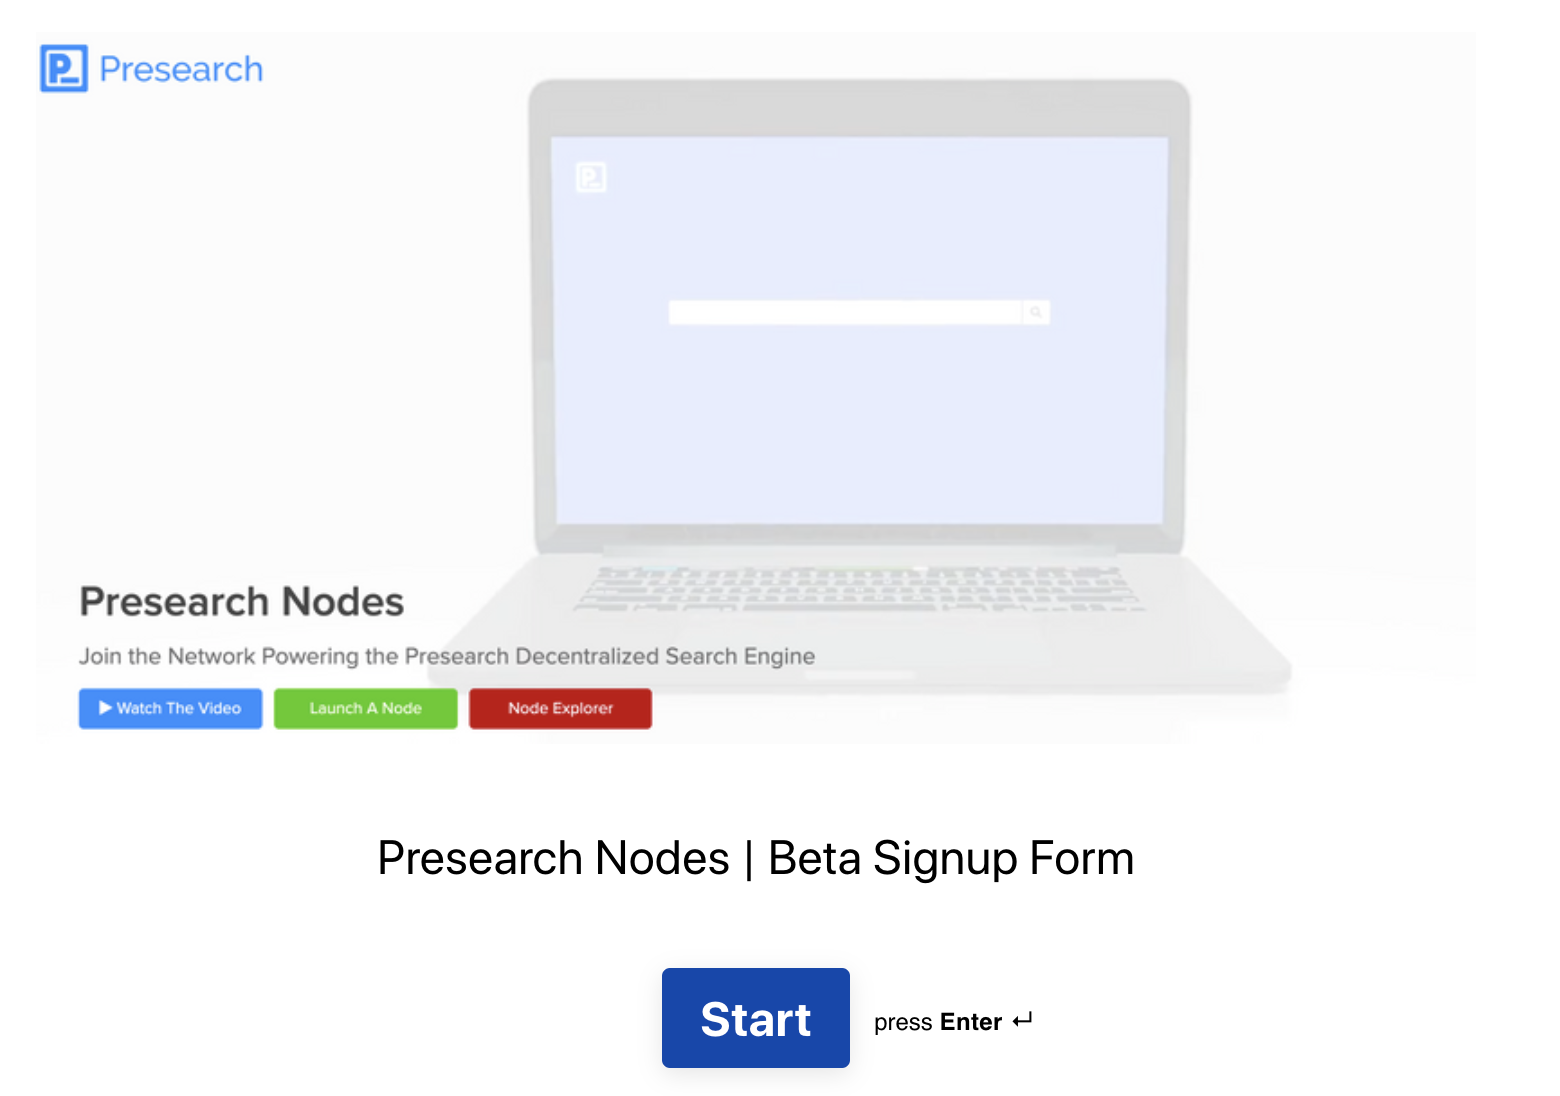 Presearch
Presearch Nodes
Join the Network Powering the Presearch Decentralized Search Engine
Watch The Video
Launch A Node
Node Explorer
Presearch Nodes | Beta Signup Form
Start
press Enter ↵